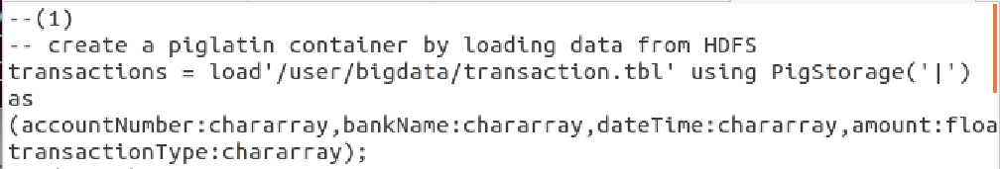 --(1)
-- create a piglatin container by loading data from HDFS
transactions = load'/user/bigdata/transaction.tbl' using PigStorage('|')
as
(accountNumber:chararray,bankName:chararray,dateTime:chararray,amount:floa
transactionType:chararray);